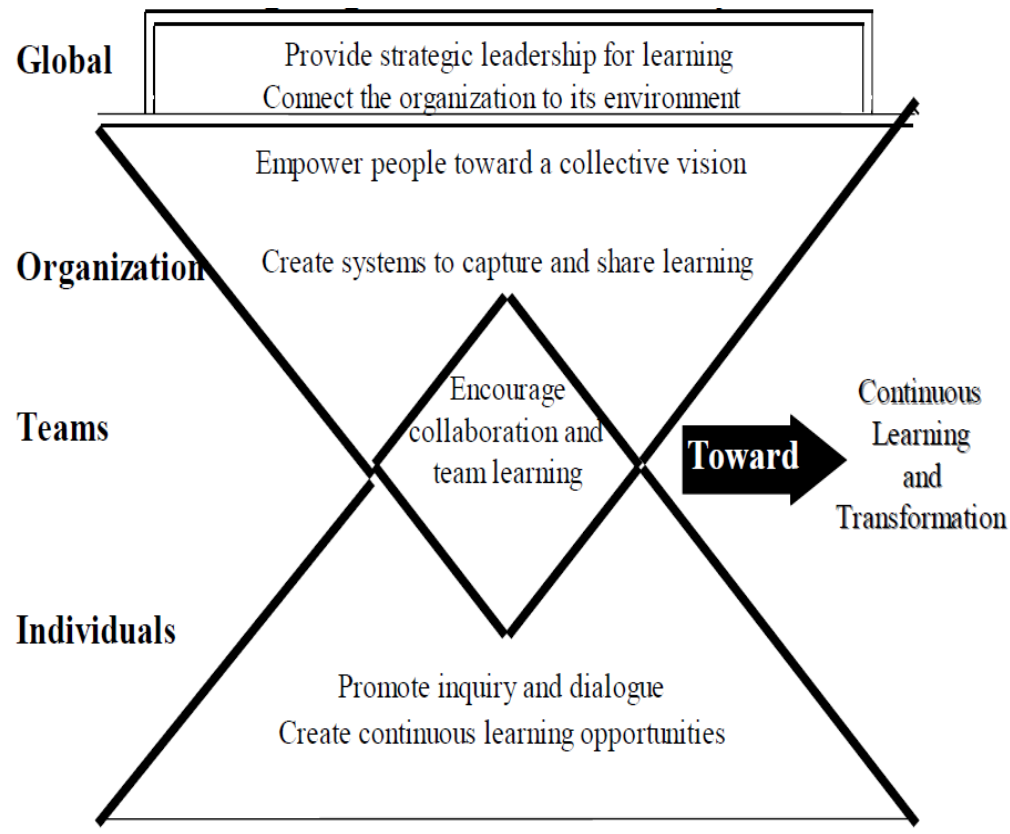 Global
Provide strategic leadership for learning
Connect the organization to its environment
Empower people toward a collective vision
Organization
Create systems to capture and share learning
Teams
Encourage
collaboration and
team learning
Toward
Continuous
Learning
and
Transformation
Individuals
Promote inquiry and dialogue
Create continuous learning opportunities